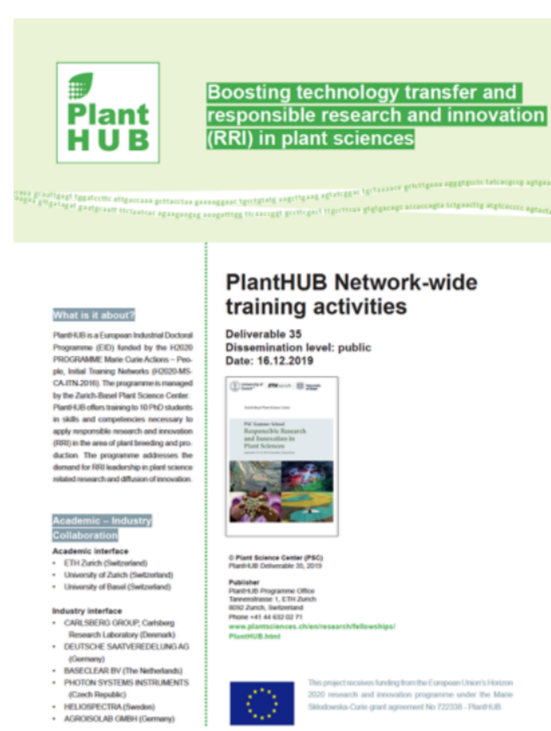 Plant
HUB
Boosting technology transfer and
responsible research and innovation
(RRI) in plant sciences
PlantHUB Network-wide
training activities
Deliverable 35
Dissemination level: public
Date: 16.12.2019
What is it about?
PlantHUB is a European Industrial Doctoral
Programme (EID) funded by the H2020
PROGRAMME Marie Curie Actions – Peo-
ple, Initial Training Networks (H2020-MS-
CA-ITN-2016). The programme is managed
by the Zurich-Basel Plant Science Center.
PlantHUB offers training to 10 PhD students
in skills and competencies necessary to
apply responsible research and innovation
(RRI) in the area of plant breeding and pro-
duction. The programme addresses the
demand for RRI leadership in plant science
related research and diffusion of innovation.
Academic – Industry
Collaboration
Academic interface
• ETH Zurich (Switzerland)
• University of Zurich (Switzerland)
• University of Basel (Switzerland)
Industry interface
• CARLSBERG GROUP, Carlsberg
Research Laboratory (Denmark)
• DEUTSCHE SAATVEREDELUNG AG
(Germany)
• BASECLEAR BV (The Netherlands)
• PHOTON SYSTEMS INSTRUMENTS
(Czech Republic)
• HELIOSPECTRA (Sweden)
• AGROISOLAB GMBH (Germany)
PSC Summer School
Responsible Research
and Innovation in
Plant Sciences
© Plant Science Center (PSC)
PlantHUB Deliverable 35, 2019
Publisher
PlantHUB Programme Office
Tannenstrasse 1, ETH Zurich
8092 Zurich, Switzerland
Phone +41 44 632 02 71
www.plantsciences.ch/en/research/fellowships/
PlantHUB.html
This project receives funding from the European Union's Horizon
2020 research and innovation programme under the Marie
Skłodowska-Curie grant agreement No 722338 - PlantHUB.